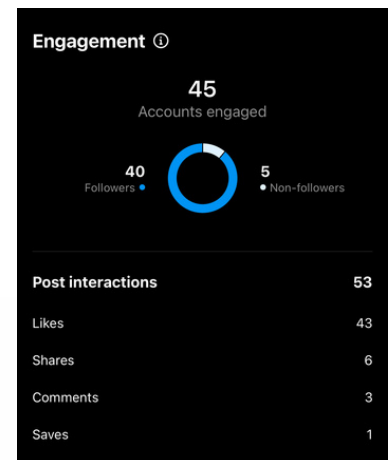 Engagement
45
Accounts engaged
40
Followers
5
Non-followers
Post interactions 53
Likes 43
Shares 6
Comments 3
Saves 1